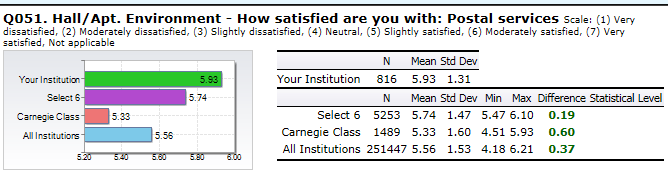 Q051. Hall/Apt. Environment - How satisfied are you with: Postal services Scale: (1) Very
dissatisfied, (2) Moderately dissatisfied, (3) Slightly dissatisfied, (4) Neutral, (5) Slightly satisfied, (6) Moderately satisfied, (7) Very
satisfied, Not applicable
Your Institution 5.93
Select 6 5.74
Carnegie Class 5.33
All Institutions 5.56
5.20 5.40 5.60 5.80 6.00
N Mean Std Dev
Your Institution 816 5.93 1.31
N Mean Std Dev Min Max Difference Statistical Level
Select 6 5253 5.74 1.47 5.47 6.10 0.19
Carnegie Class 1489 5.33 1.60 4.51 5.93 0.60
All Institutions 251447 5.56 1.53 4.18 6.21 0.37